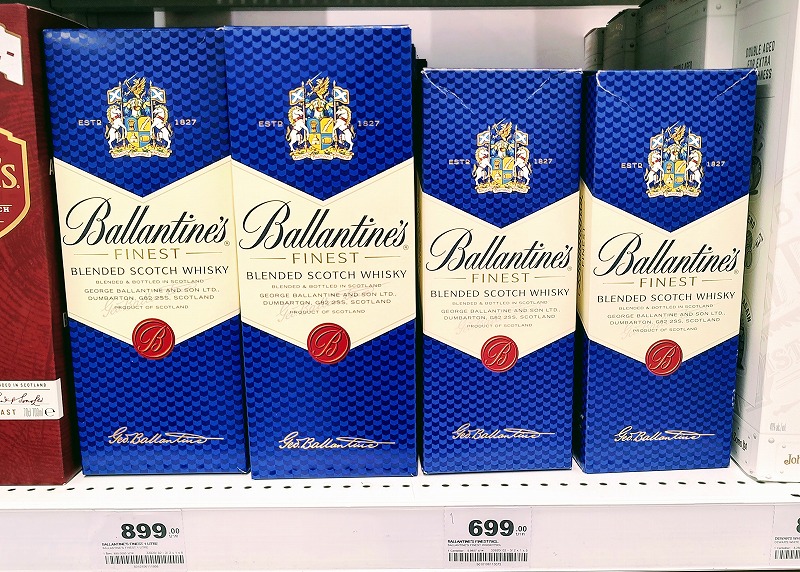 ESTD 1827
Ballantine's
FINEST
BLENDED SCOTCH WHISKY
BLENDED & BOTTLED IN SCOTLAND
GEORGE BALLANTINE AND SON LTD.,
DUMBARTON, G82 2SS, SCOTLAND
PRODUCT OF SCOTLAND
B
Geo. Ballantine
ESTD 1827
Ballantine's
FINEST
BLENDED SCOTCH WHISKY
BLENDED & BOTTLED IN SCOTLAND
GEORGE BALLANTINE AND SON LTD.,
DUMBARTON, G82 2SS, SCOTLAND
PRODUCT OF SCOTLAND
B
Geo. Ballantine
ESTD 1827
Ballantine's
FINEST
BLENDED SCOTCH WHISKY
BLENDED & BOTTLED IN SCOTLAND
GEORGE BALLANTINE AND SON LTD.,
DUMBARTON, G82 2SS, SCOTLAND
PRODUCT OF SCOTLAND
B
Geo. Ballantine
ESTD 1827
Ballantine's
FINEST
BLENDED SCOTCH WHISKY
BLENDED & BOTTLED IN SCOTLAND
GEORGE BALLANTINE AND SON LTD.,
DUMBARTON, G82 2SS, SCOTLAND
PRODUCT OF SCOTLAND
B
Geo. Ballantine
DOUBLE AGED
FOR EXTRA
IN SCOTLAND
899.00
BALLANTINE'S FINEST 1 LITRE
699.00